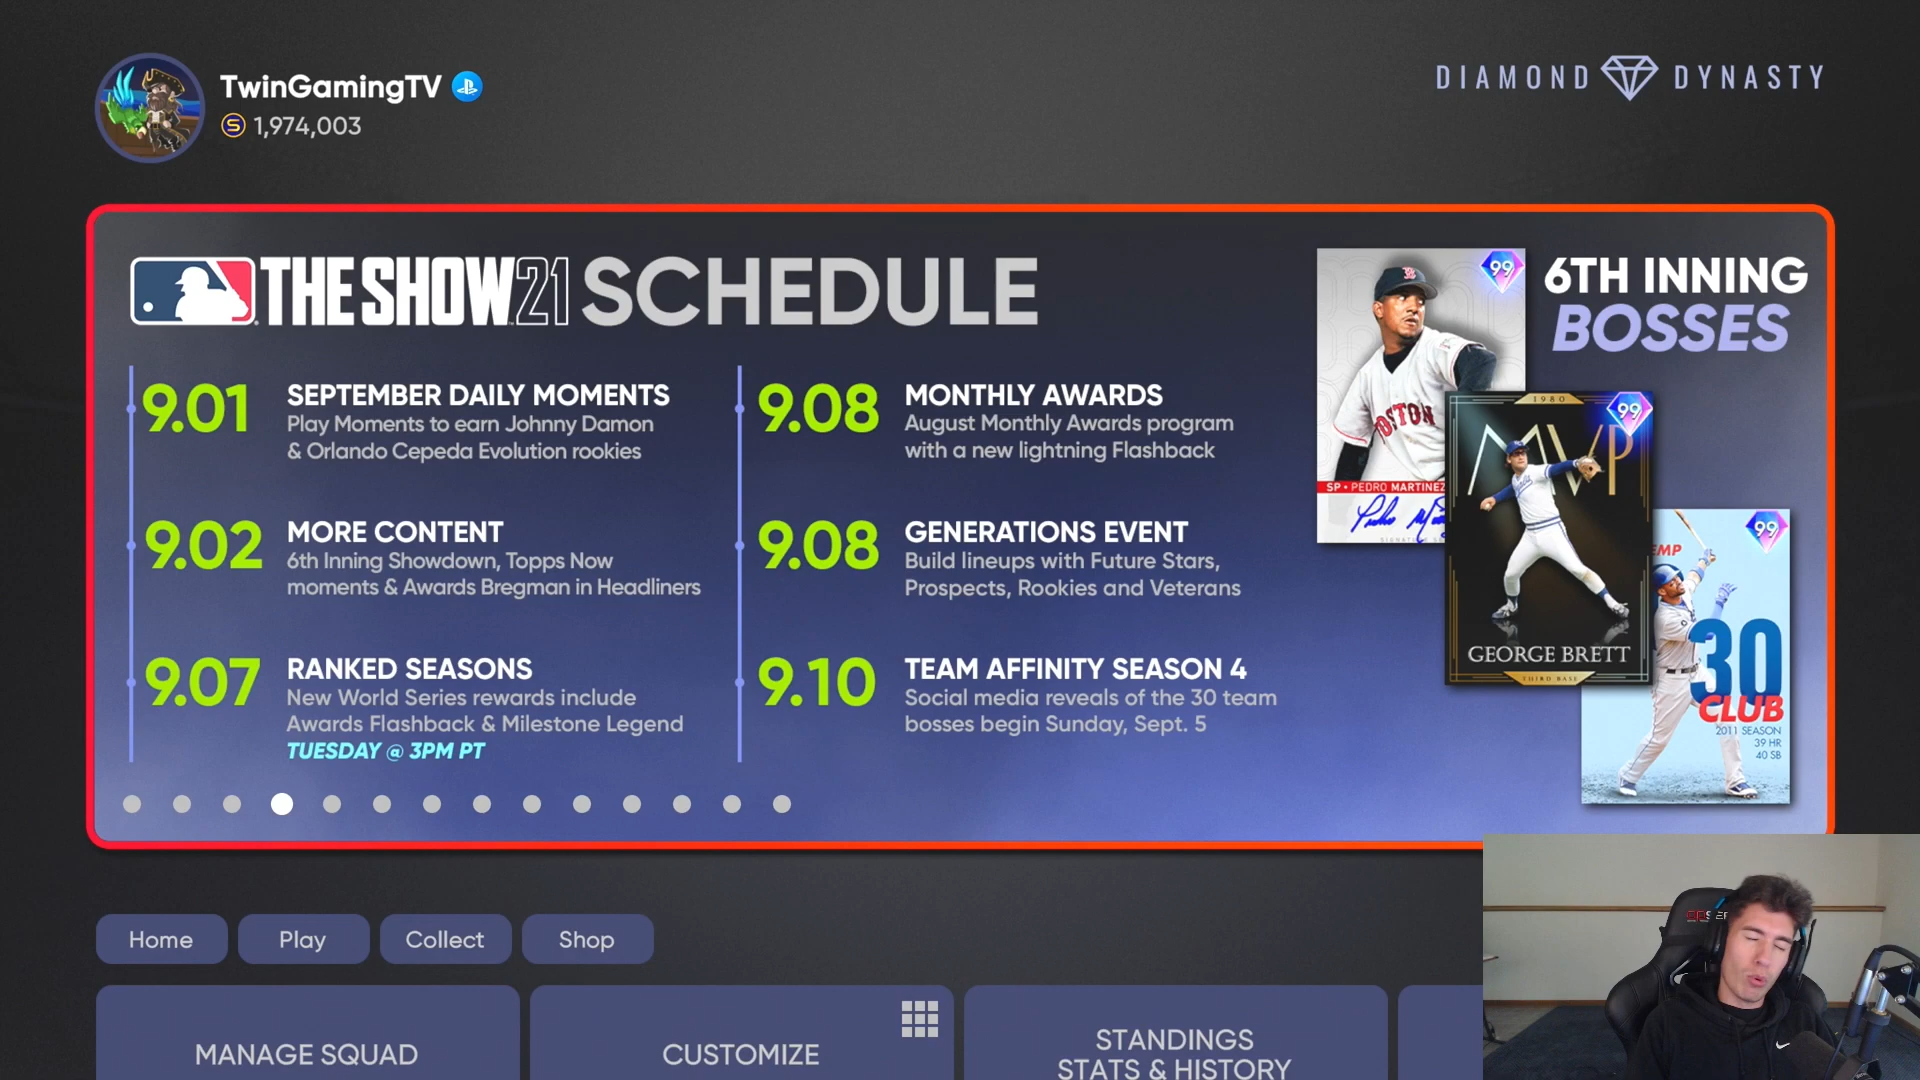 TwinGamingTV
1,974,003
DIAMOND DYNASTY
THE SHOW 21 SCHEDULE
9.01
SEPTEMBER DAILY MOMENTS
Play Moments to earn Johnny Damon
& Orlando Cepeda Evolution rookies
9.02
MORE CONTENT
6th Inning Showdown, Topps Now
moments & Awards Bregman in Headliners
9.07
RANKED SEASONS
New World Series rewards include
Awards Flashback & Milestone Legend
TUESDAY @ 3PM PT
9.08
MONTHLY AWARDS
August Monthly Awards program
with a new lightning Flashback
9.08
GENERATIONS EVENT
Build lineups with Future Stars,
Prospects, Rookies and Veterans
9.10
TEAM AFFINITY SEASON 4
Social media reveals of the 30 team
bosses begin Sunday, Sept. 5
6TH INNING
BOSSES
99
BOSTON
SP • PEDRO MARTINEZ
1980
99
MVP
GEORGE BRETT
THIRD BASE
99
EMP
30
CLUB
2011 SEASON
39 HR
40 SB
Home
Play
Collect
Shop
MANAGE SQUAD
CUSTOMIZE
STANDINGS
STATS & HISTORY